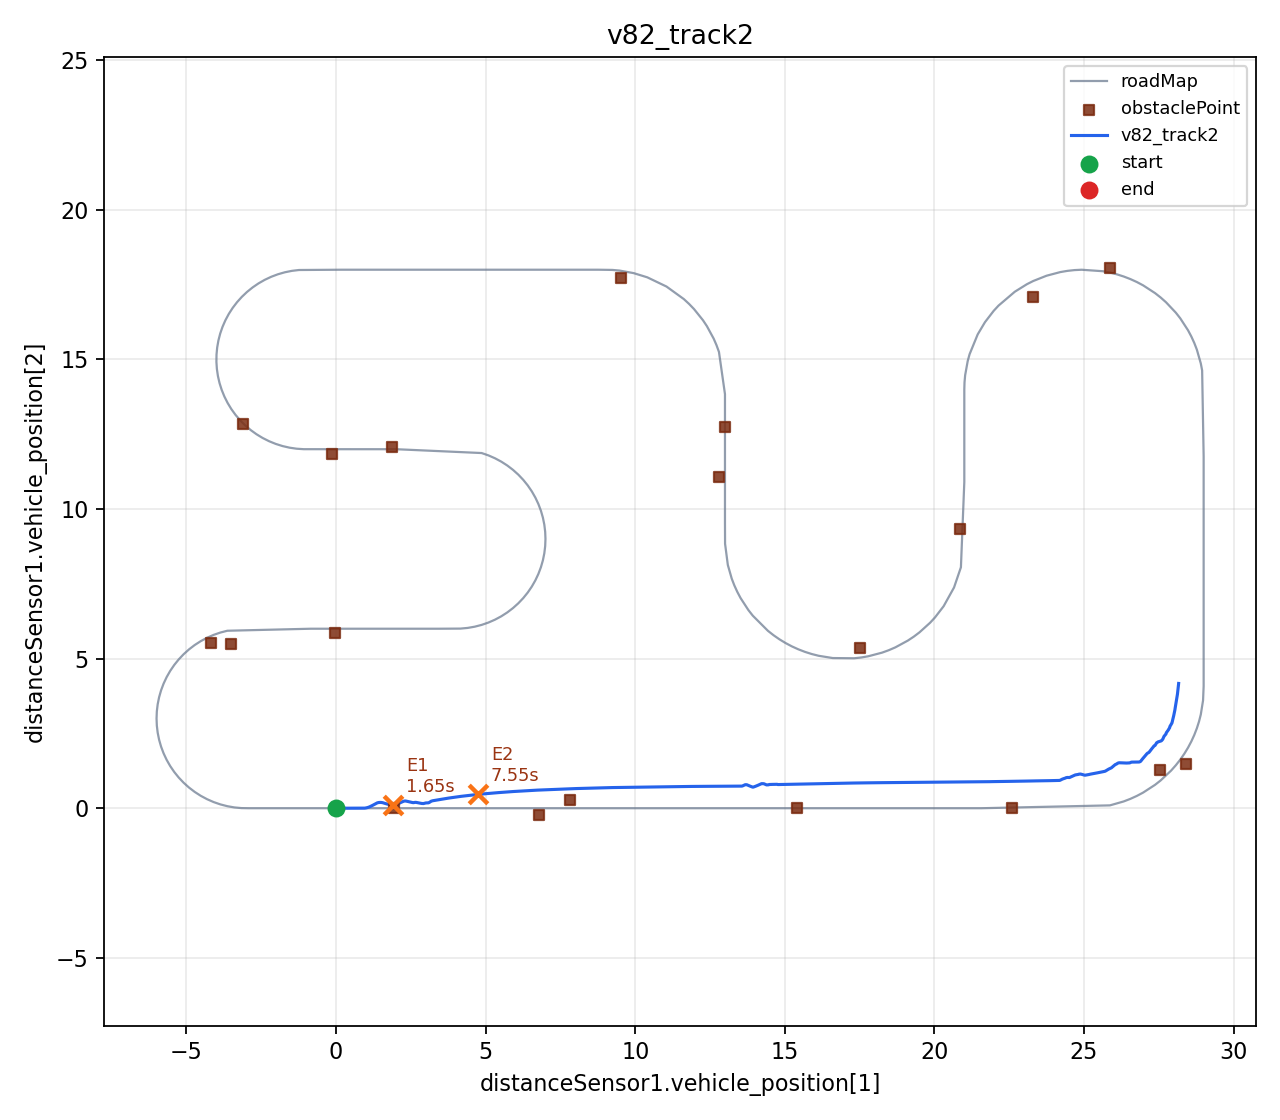 v82_track2
roadMap
obstaclePoint
v82_track2
start
end
25
20
15
10
5
0
−5
distanceSensor1.vehicle_position[2]
E1
1.65s
E2
7.55s
−5
0
5
10
15
20
25
30
distanceSensor1.vehicle_position[1]